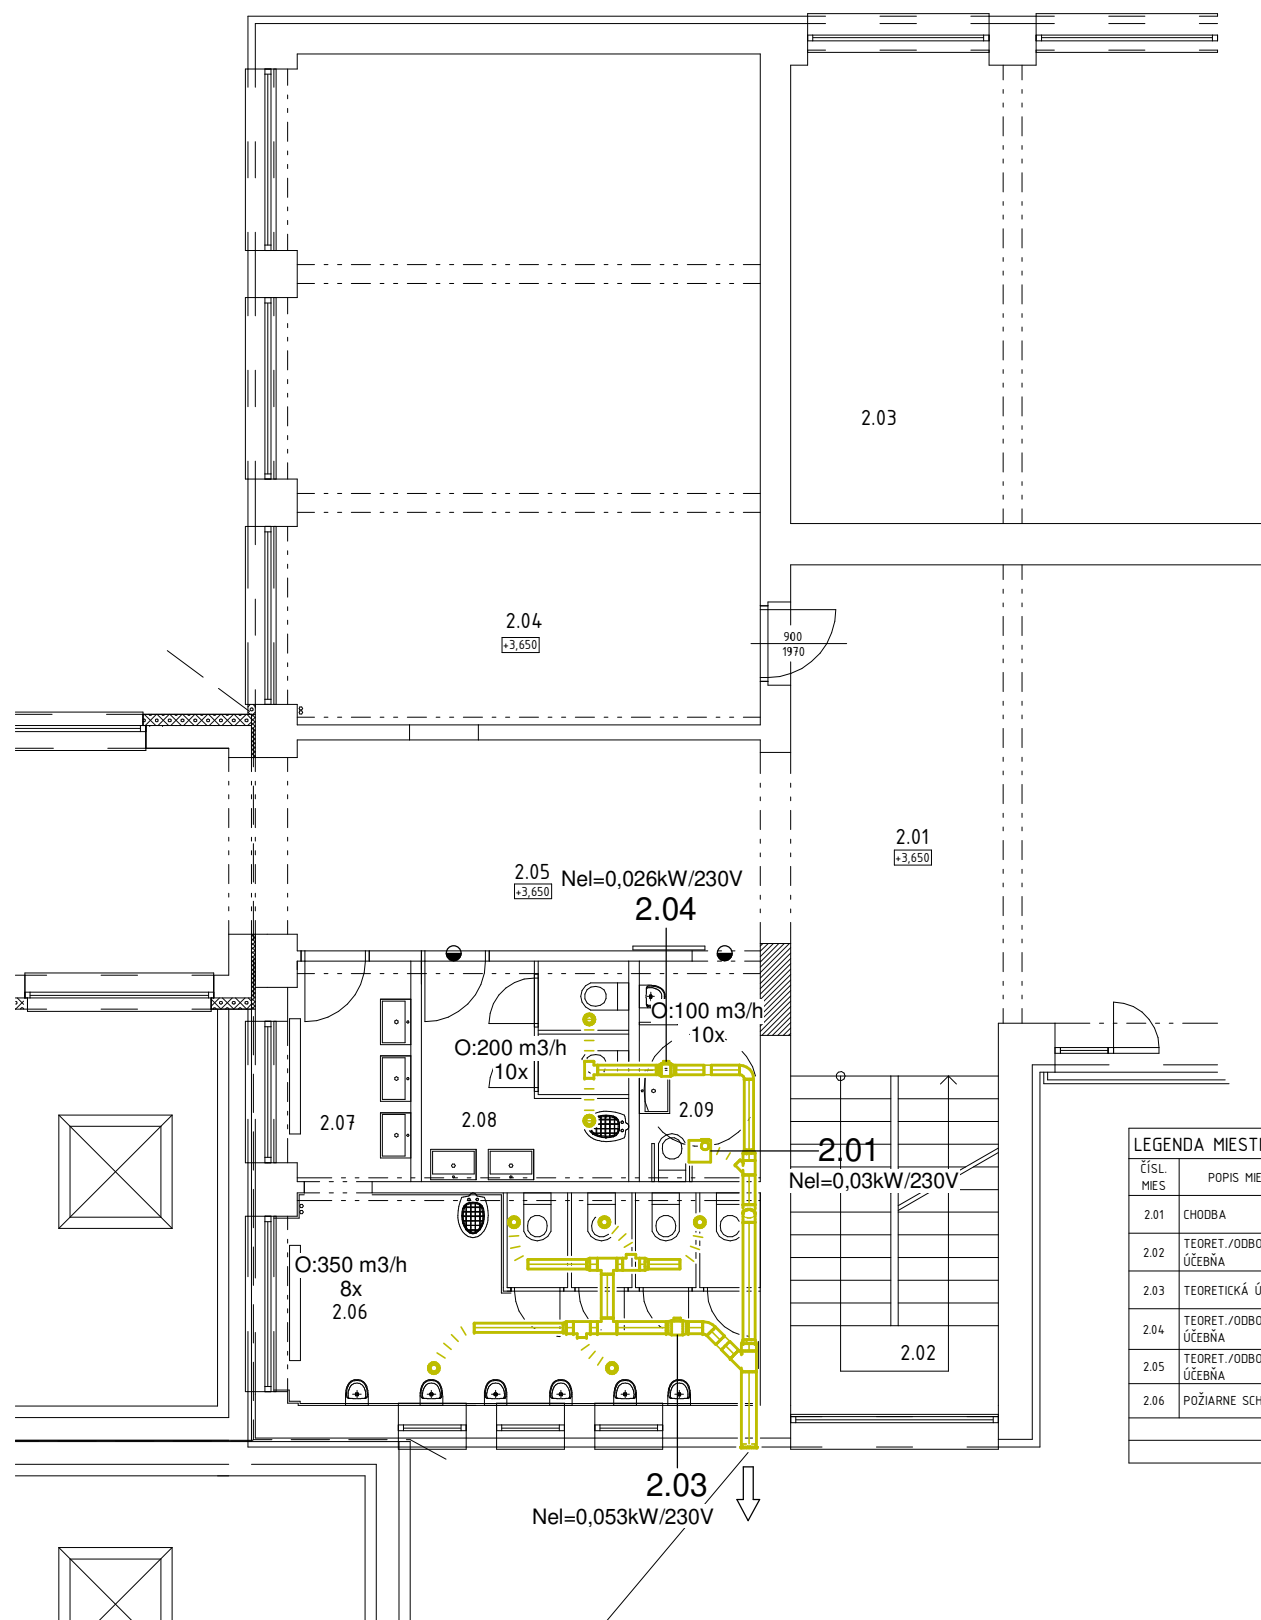 2.03
2.04
+3,650
900
1970
2.01
+3,650
2.05
+3,650
Nel=0,026kW/230V
2.04
O:100 m3/h
10x
O:200 m3/h
10x
2.07
2.08
2.09
2.01
Nel=0,03kW/230V
O:350 m3/h
8x
2.06
2.02
2.03
Nel=0,053kW/230V
LEGENDA MIEST
ČÍSL.
MIES
POPIS MIE
2.01 CHODBA
2.02 TEORET./ODBO
ÚČEBŇA
2.03 TEORETICKÁ Ú
2.04 TEORET./ODBO
ÚČEBŇA
2.05 TEORET./ODBO
ÚČEBŇA
2.06 POŽIARNE SCH